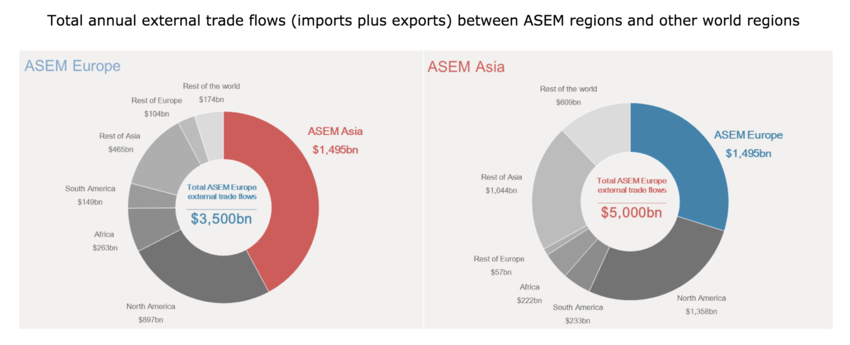 Total annual external trade flows (imports plus exports) between ASEM regions and other world regions
ASEM Europe
Rest of the world
$174bn
Rest of Europe
$104bn
Rest of Asia
$465bn
South America
$149bn
Africa
$263bn
North America
$897bn
ASEM Asia
$1,495bn
Total ASEM Europe
external trade flows
$3,500bn
ASEM Asia
Rest of the world
$609bn
Rest of Asia
$1,044bn
Rest of Europe
$57bn
Africa
$222bn
South America
$233bn
North America
$1,358bn
ASEM Europe
$1,495bn
Total ASEM Europe
external trade flows
$5,000bn